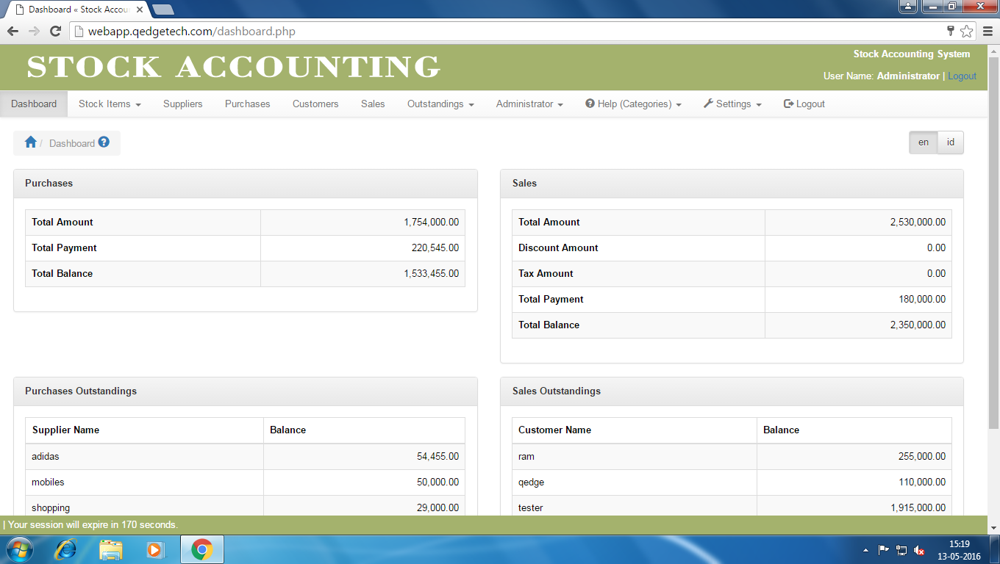 Dashboard « Stock Accou
webapp.qedgetech.com/dashboard.php
STOCK ACCOUNTING
Stock Accounting System
User Name: Administrator | Logout
Dashboard Stock Items Suppliers Purchases Customers Sales Outstandings Administrator Help (Categories) Settings Logout
/ Dashboard
en id
Purchases
Total Amount 1,754,000.00
Total Payment 220,545.00
Total Balance 1,533,455.00
Sales
Total Amount 2,530,000.00
Discount Amount 0.00
Tax Amount 0.00
Total Payment 180,000.00
Total Balance 2,350,000.00
Purchases Outstandings
Supplier Name Balance
adidas 54,455.00
mobiles 50,000.00
shopping 29,000.00
Sales Outstandings
Customer Name Balance
ram 255,000.00
qedge 110,000.00
tester 1,915,000.00
| Your session will expire in 170 seconds.
15:19
13-05-2016